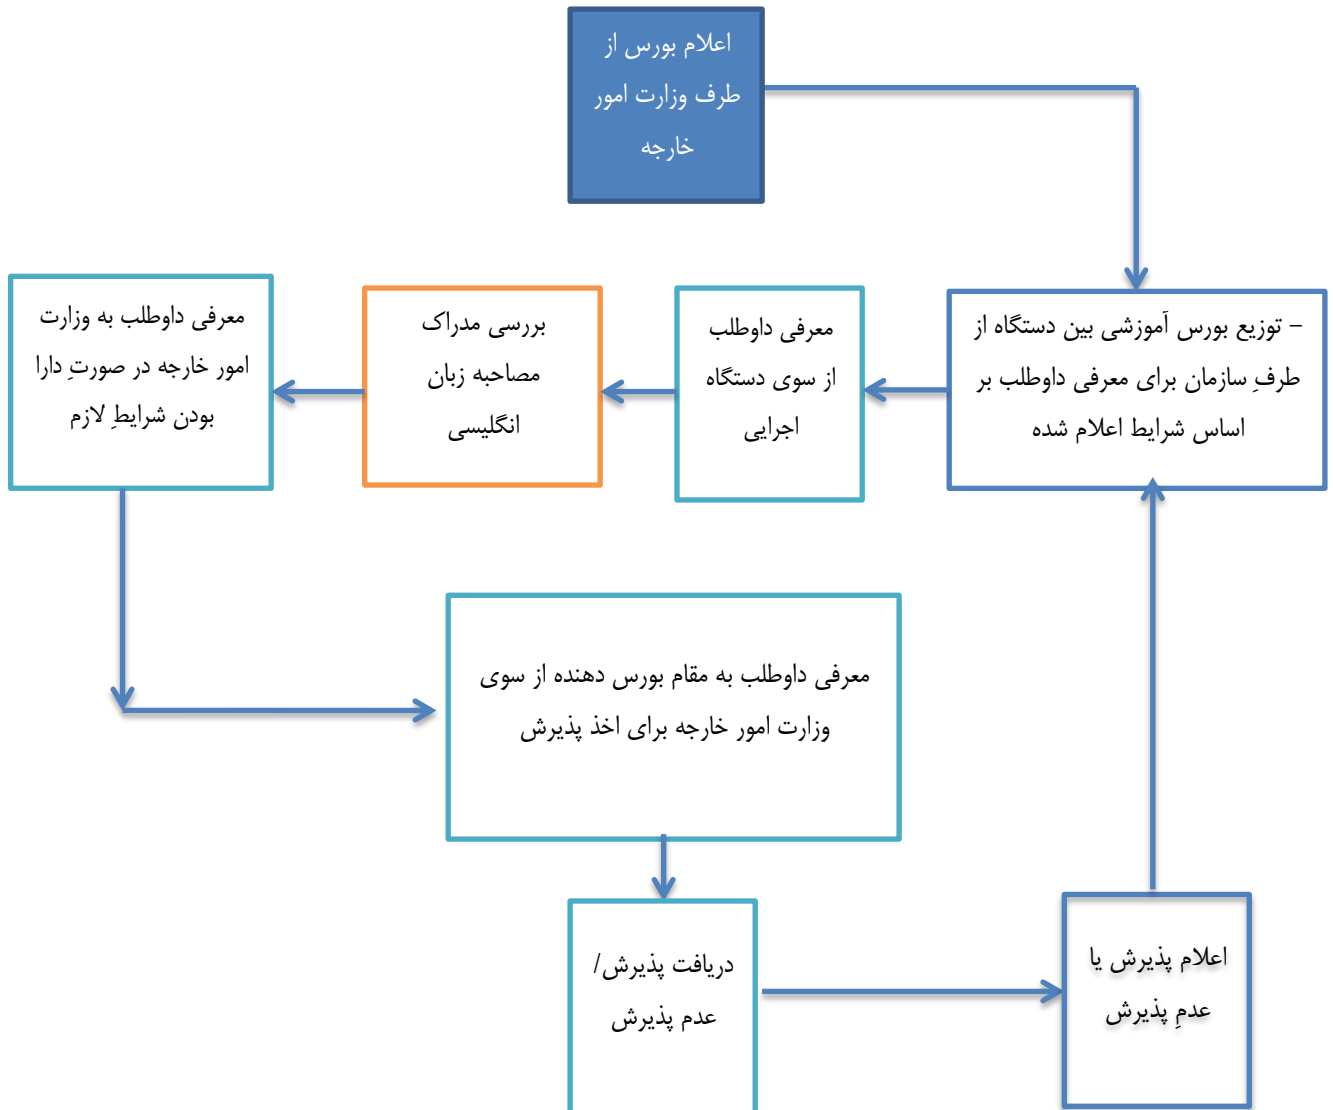 اعلام بورس از
طرف وزارت امور
خارجه
– توزیع بورس آموزشی بین دستگاه از
طرفِ سازمان برای معرفی داوطلب بر
اساس شرایط اعلام شده
معرفی داوطلب
از سوی دستگاه
اجرایی
بررسی مدراک
مصاحبه زبان
انگلیسی
معرفی داوطلب به وزارت
امور خارجه در صورتِ دارا
بودن شرایطِ لازم
معرفی داوطلب به مقام بورس دهنده از سوی
وزارت امور خارجه برای اخذ پذیرش
دریافت پذیرش/
عدم پذیرش
اعلام پذیرش یا
عدمِ پذیرش